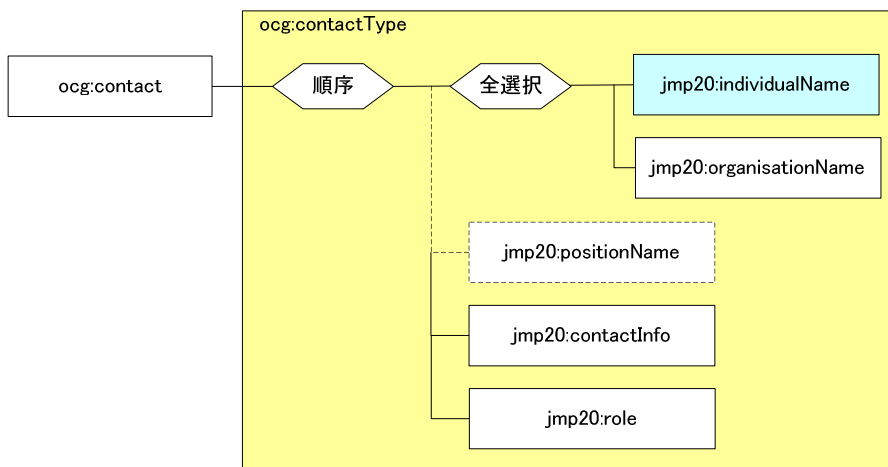 ocg:contactType
ocg:contact
順序
全選択
jmp20:individualName
jmp20:organisationName
jmp20:positionName
jmp20:contactInfo
jmp20:role